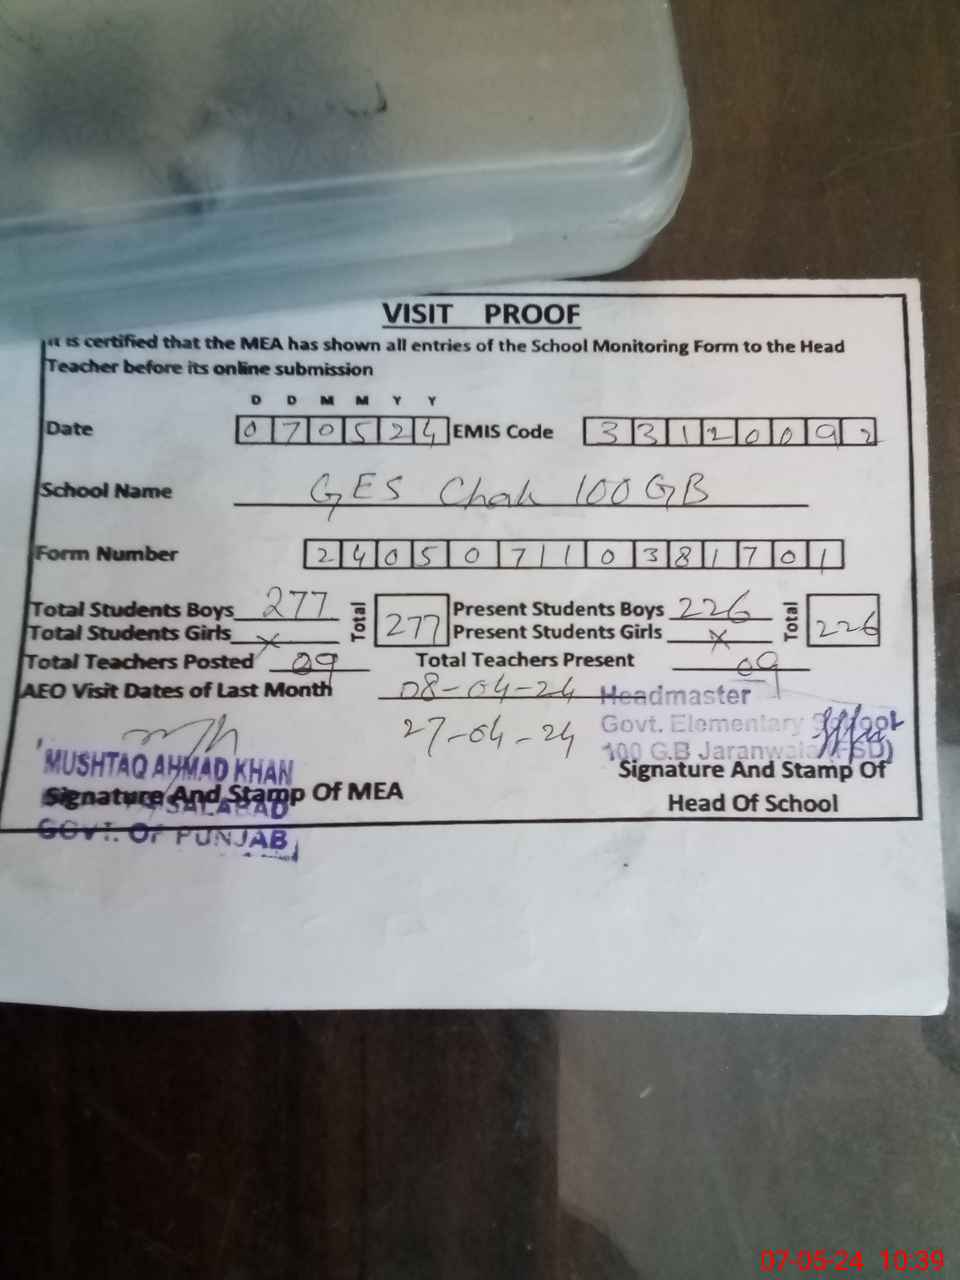 VISIT PROOF
It is certified that the MEA has shown all entries of the School Monitoring Form to the Head
Teacher before its online submission
D D M M Y Y
Date 0 7 0 5 2 4 EMIS Code 3 3 1 2 0 0 9 2
School Name GES Chak 100 GB
Form Number 2 4 0 5 0 7 1 1 0 3 8 1 7 0 1
Total Students Boys 277 Total 277 Present Students Boys 226 Total 226
Total Students Girls x Present Students Girls x
Total Teachers Posted 09 Total Teachers Present 09
AEO Visit Dates of Last Month 08-04-24
27-04-24
Headmaster
Govt. Elementary School
100 G.B Jaranwala (FSD)
Signature And Stamp Of
Head Of School
MUSHTAQ AHMAD KHAN
Signature And Stamp Of MEA
FAISALABAD
GOVT. OF PUNJAB
07-05-24 10:39